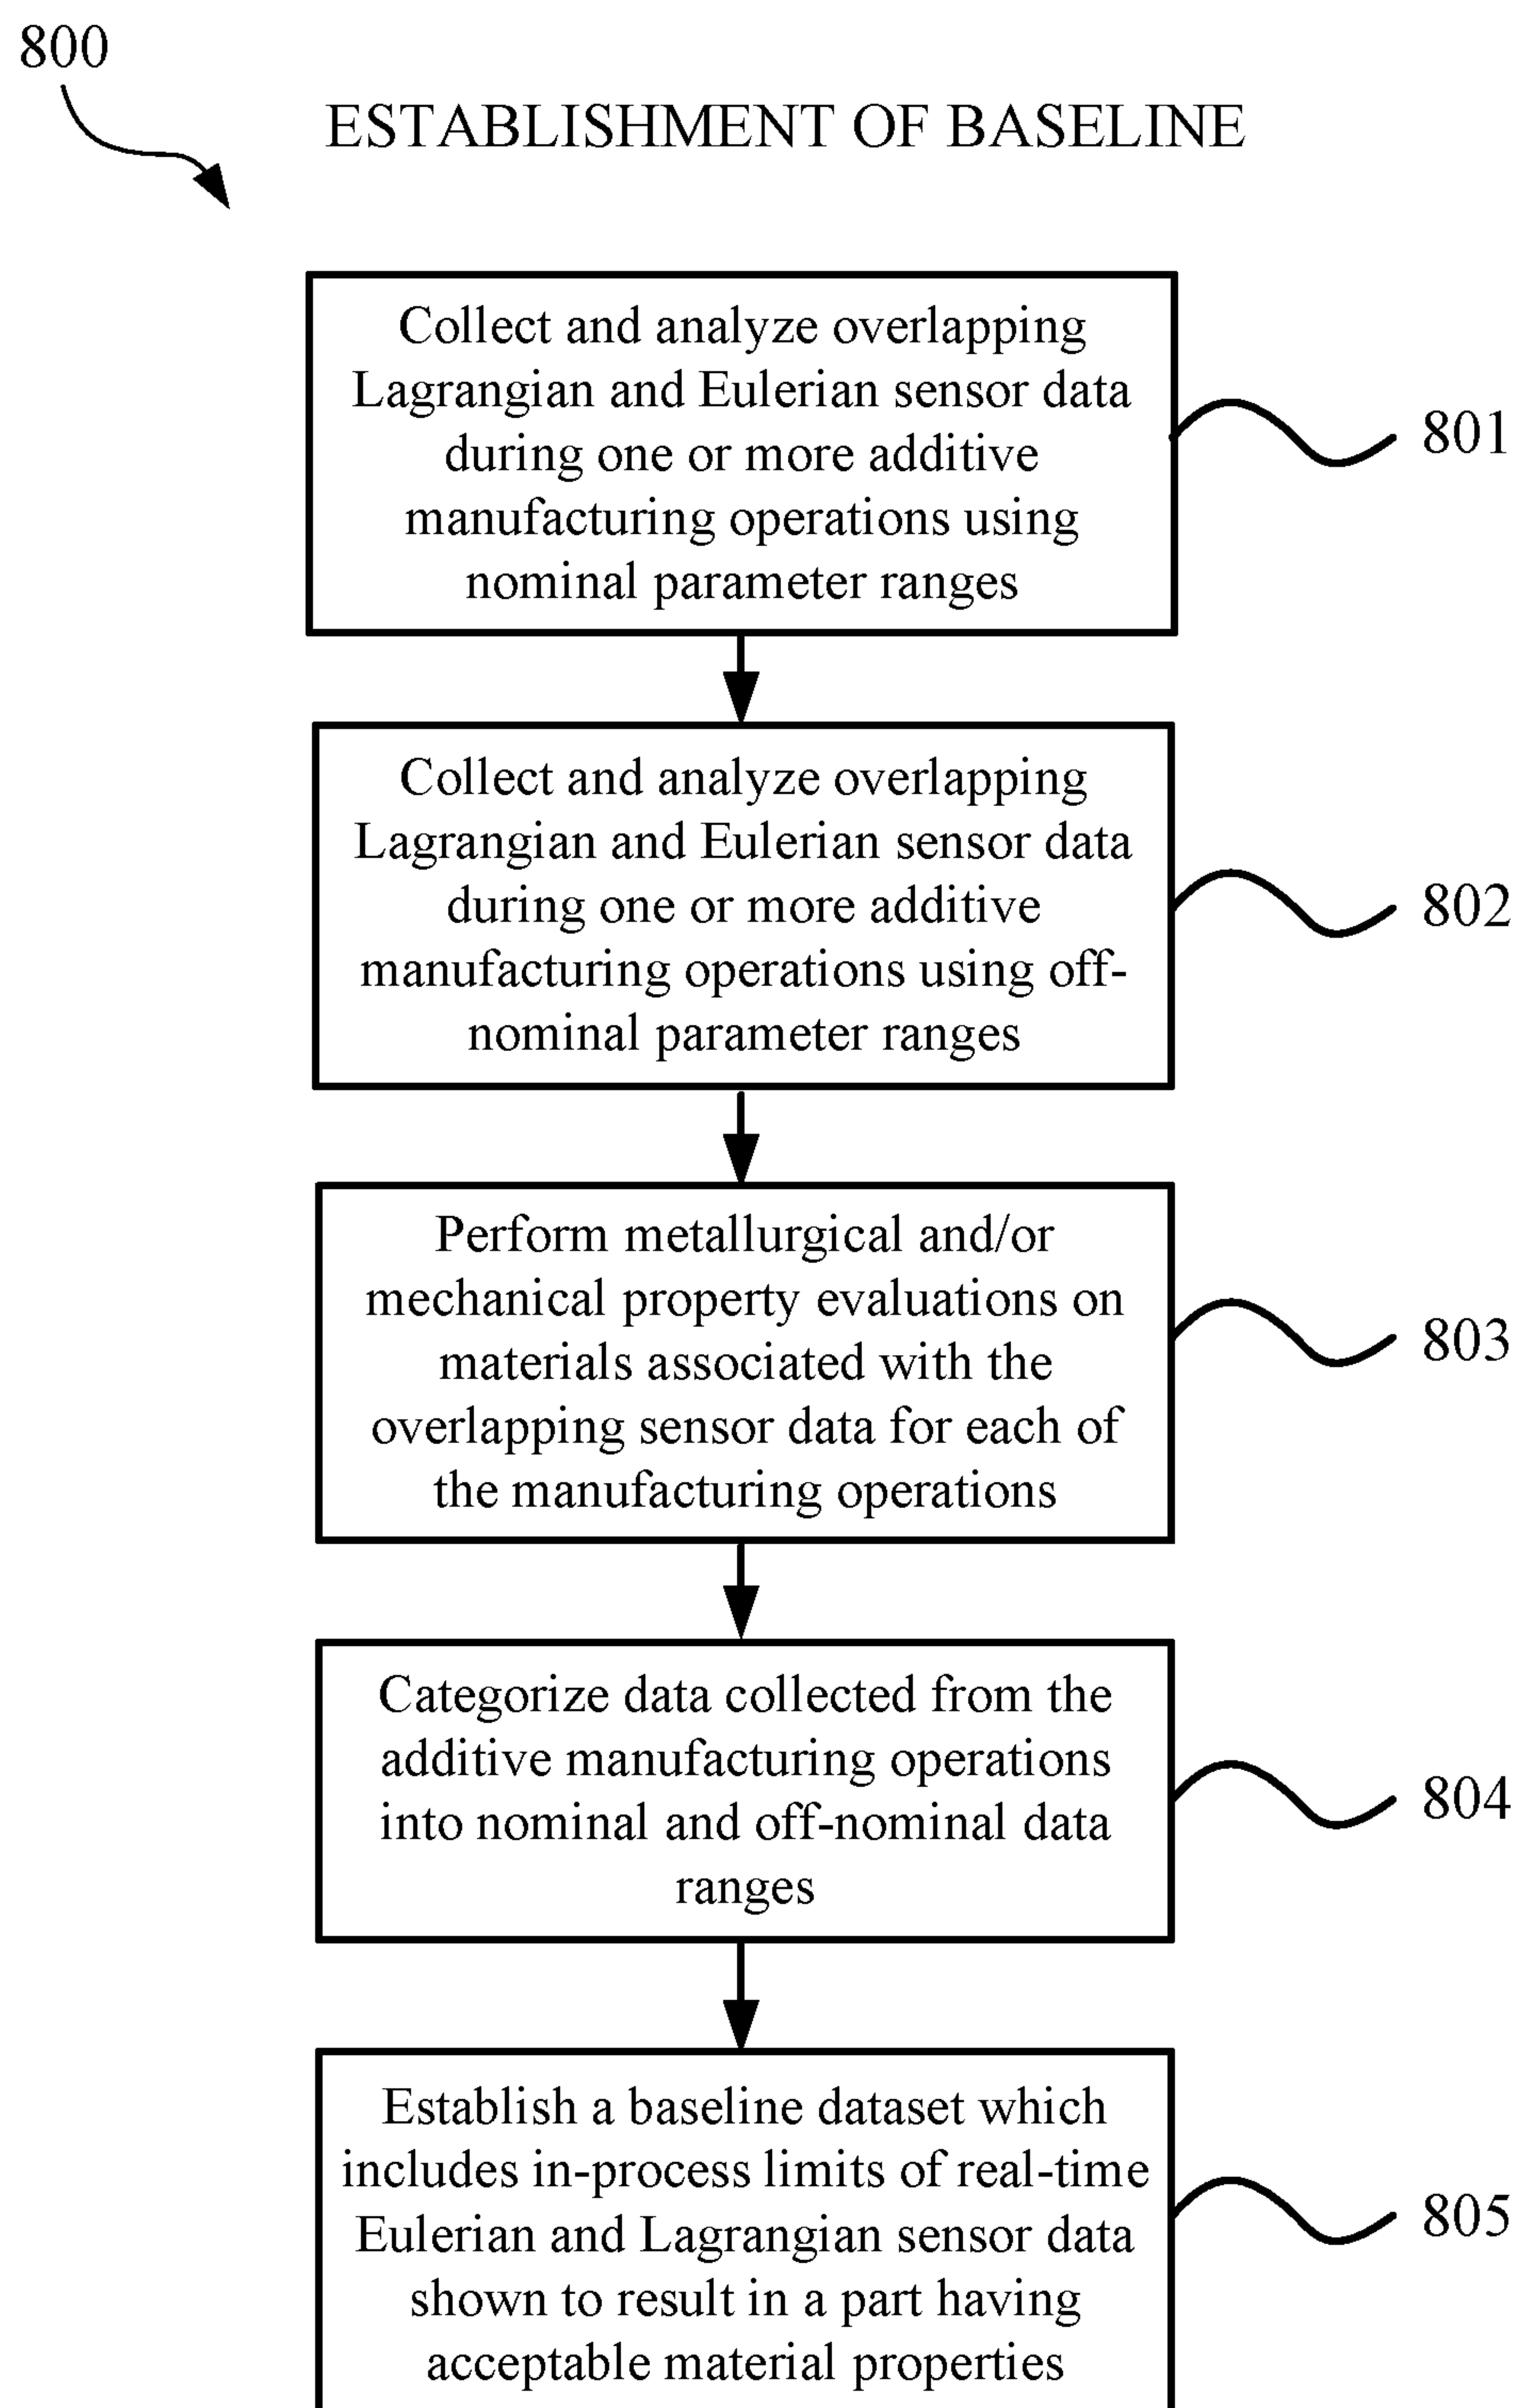 800
ESTABLISHMENT OF BASELINE
Collect and analyze overlapping
Lagrangian and Eulerian sensor data
during one or more additive
manufacturing operations using
nominal parameter ranges
801
Collect and analyze overlapping
Lagrangian and Eulerian sensor data
during one or more additive
manufacturing operations using off-
nominal parameter ranges
802
Perform metallurgical and/or
mechanical property evaluations on
materials associated with the
overlapping sensor data for each of
the manufacturing operations
803
Categorize data collected from the
additive manufacturing operations
into nominal and off-nominal data
ranges
804
Establish a baseline dataset which
includes in-process limits of real-time
Eulerian and Lagrangian sensor data
shown to result in a part having
acceptable material properties
805